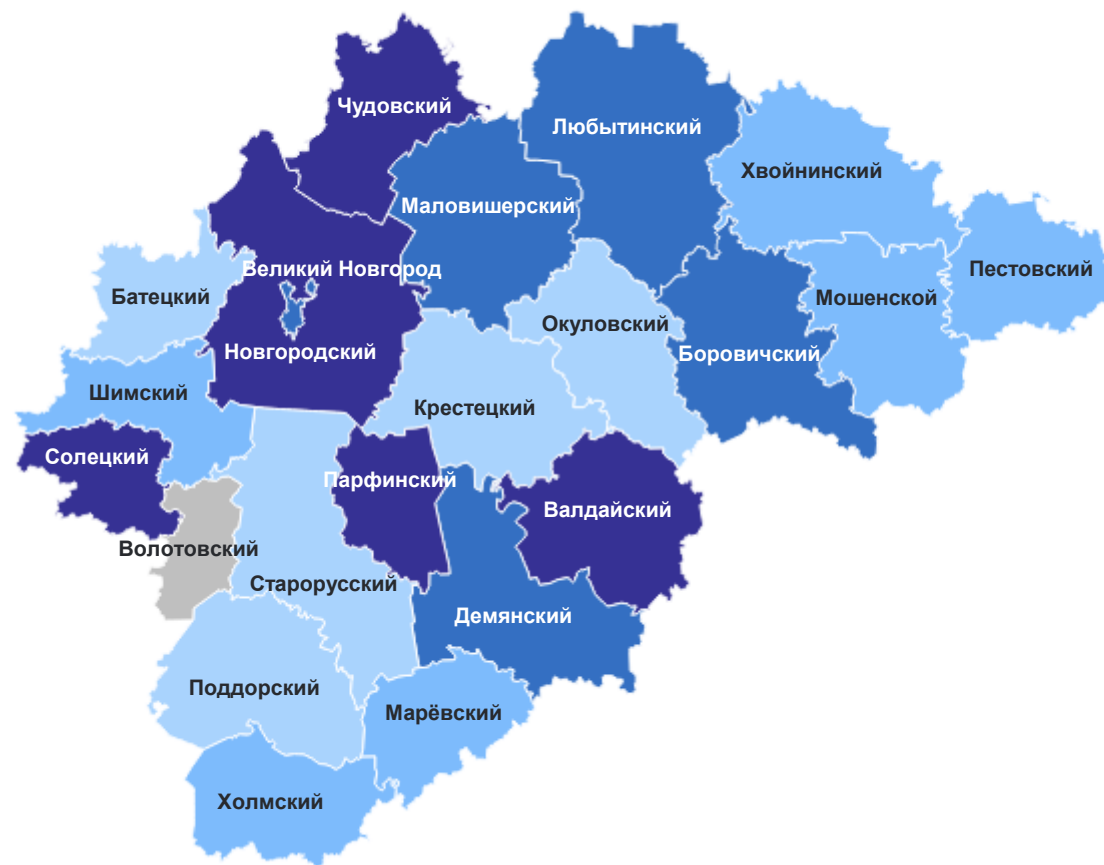 Чудовский
Любытинский
Хвойнинский
Маловишерский
Великий Новгород
Пестовский
Батецкий
Мошенской
Окуловский
Новгородский
Боровичский
Шимский
Крестецкий
Солецкий
Парфинский
Валдайский
Волотовский
Старорусский
Демянский
Поддорский
Марёвский
Холмский